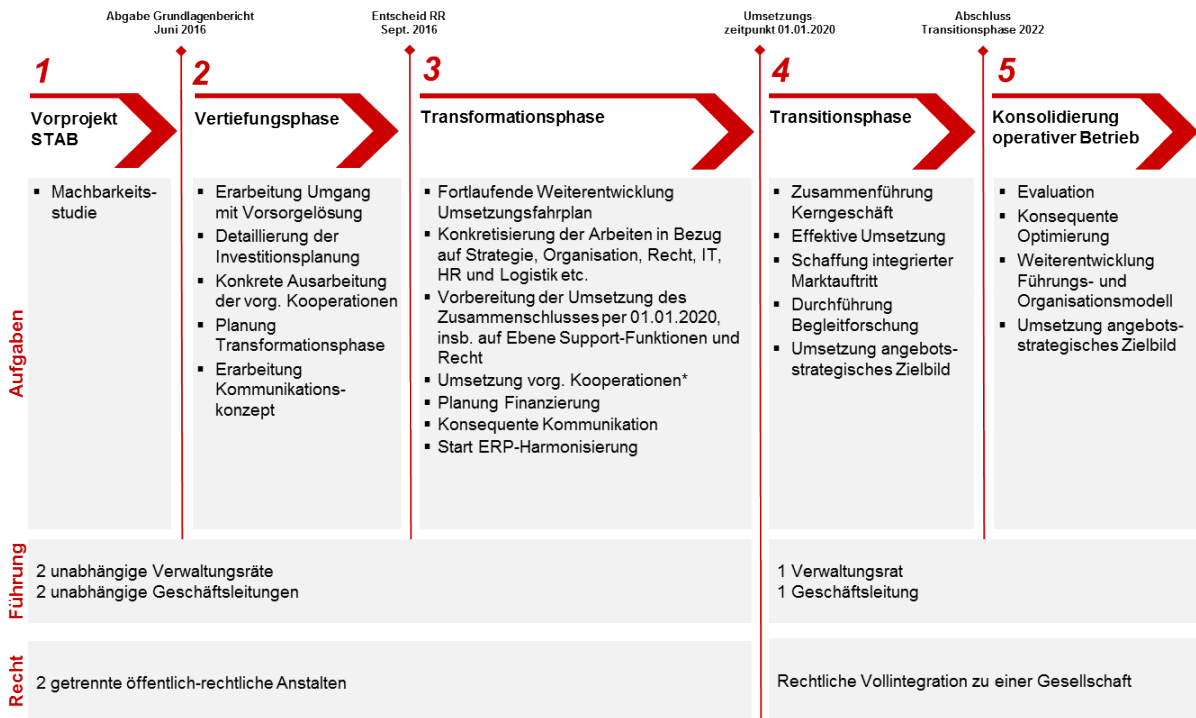 Abgabe Grundlagenbericht
Juni 2016
Entscheid RR
Sept. 2016
Umsetzungs-
zeitpunkt 01.01.2020
Abschluss
Transitionsphase 2022
1
Vorprojekt
STAB
2
Vertiefungsphase
3
Transformationsphase
4
Transitionsphase
5
Konsolidierung
operativer Betrieb
Aufgaben
▪ Machbarkeits-
studie
▪ Erarbeitung Umgang
mit Vorsorgelösung
▪ Detaillierung der
Investitionsplanung
▪ Konkrete Ausarbeitung
der vorg. Kooperationen
▪ Planung
Transformationsphase
▪ Erarbeitung
Kommunikations-
konzept
▪ Fortlaufende Weiterentwicklung
Umsetzungsfahrplan
▪ Konkretisierung der Arbeiten in Bezug
auf Strategie, Organisation, Recht, IT,
HR und Logistik etc.
▪ Vorbereitung der Umsetzung des
Zusammenschlusses per 01.01.2020,
insb. auf Ebene Support-Funktionen und
Recht
▪ Umsetzung vorg. Kooperationen*
▪ Planung Finanzierung
▪ Konsequente Kommunikation
▪ Start ERP-Harmonisierung
▪ Zusammenführung
Kerngeschäft
▪ Effektive Umsetzung
▪ Schaffung integrierter
Marktauftritt
▪ Durchführung
Begleitforschung
▪ Umsetzung angebots-
strategisches Zielbild
▪ Evaluation
▪ Konsequente
Optimierung
▪ Weiterentwicklung
Führungs- und
Organisationsmodell
▪ Umsetzung angebots-
strategisches Zielbild
Führung
2 unabhängige Verwaltungsräte
2 unabhängige Geschäftsleitungen
1 Verwaltungsrat
1 Geschäftsleitung
Recht
2 getrennte öffentlich-rechtliche Anstalten
Rechtliche Vollintegration zu einer Gesellschaft